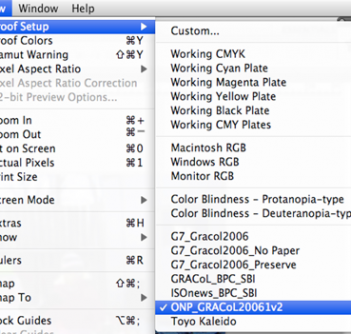 w Window Help
roof Setup
roof Colors ⌘Y
amut Warning ⇧⌘Y
xel Aspect Ratio
xel Aspect Ratio Correction
2-bit Preview Options...
oom In ⌘+
oom Out ⌘−
t on Screen ⌘0
ctual Pixels ⌘1
rint Size
creen Mode
xtras ⌘H
how
ulers ⌘R
nap ⇧⌘;
nap To
ock Guides ⌥⌘;
Custom...
Working CMYK
Working Cyan Plate
Working Magenta Plate
Working Yellow Plate
Working Black Plate
Working CMY Plates
Macintosh RGB
Windows RGB
Monitor RGB
Color Blindness – Protanopia-type
Color Blindness – Deuteranopia-typ
G7_Gracol2006
G7_Gracol2006_No Paper
G7_Gracol2006_Preserve
GRACoL_BPC_SBI
ISOnews_BPC_SBI
✓ ONP_GRACoL20061v2
Toyo Kaleido